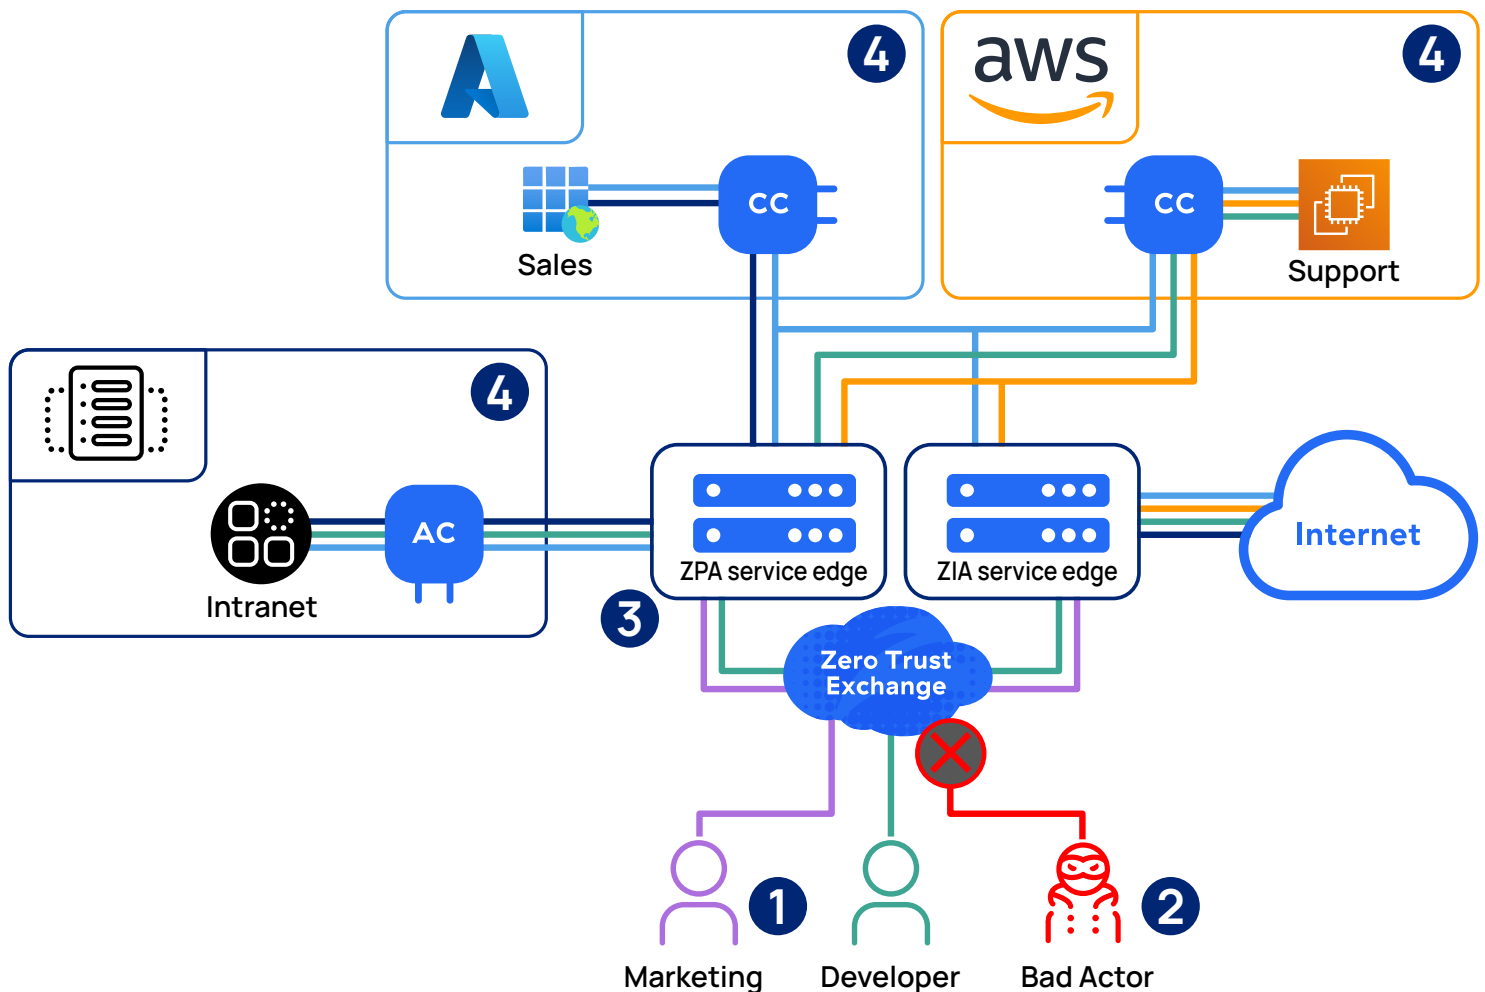 4
aws
4
CC
CC
Sales
Support
4
AC
Intranet
ZPA service edge
ZIA service edge
Internet
3
Zero Trust
Exchange
1
2
Marketing
Developer
Bad Actor